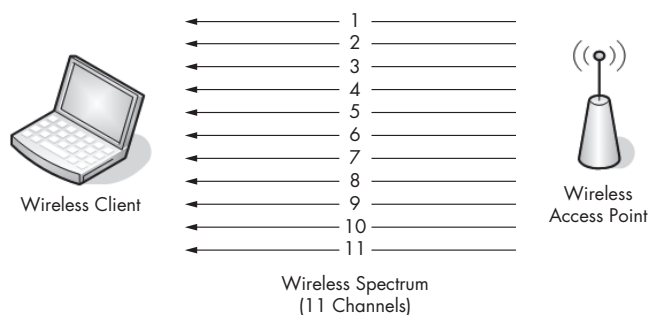 1
2
3
4
5
6
7
8
9
10
11
Wireless Client
Wireless
Access Point
Wireless Spectrum
(11 Channels)